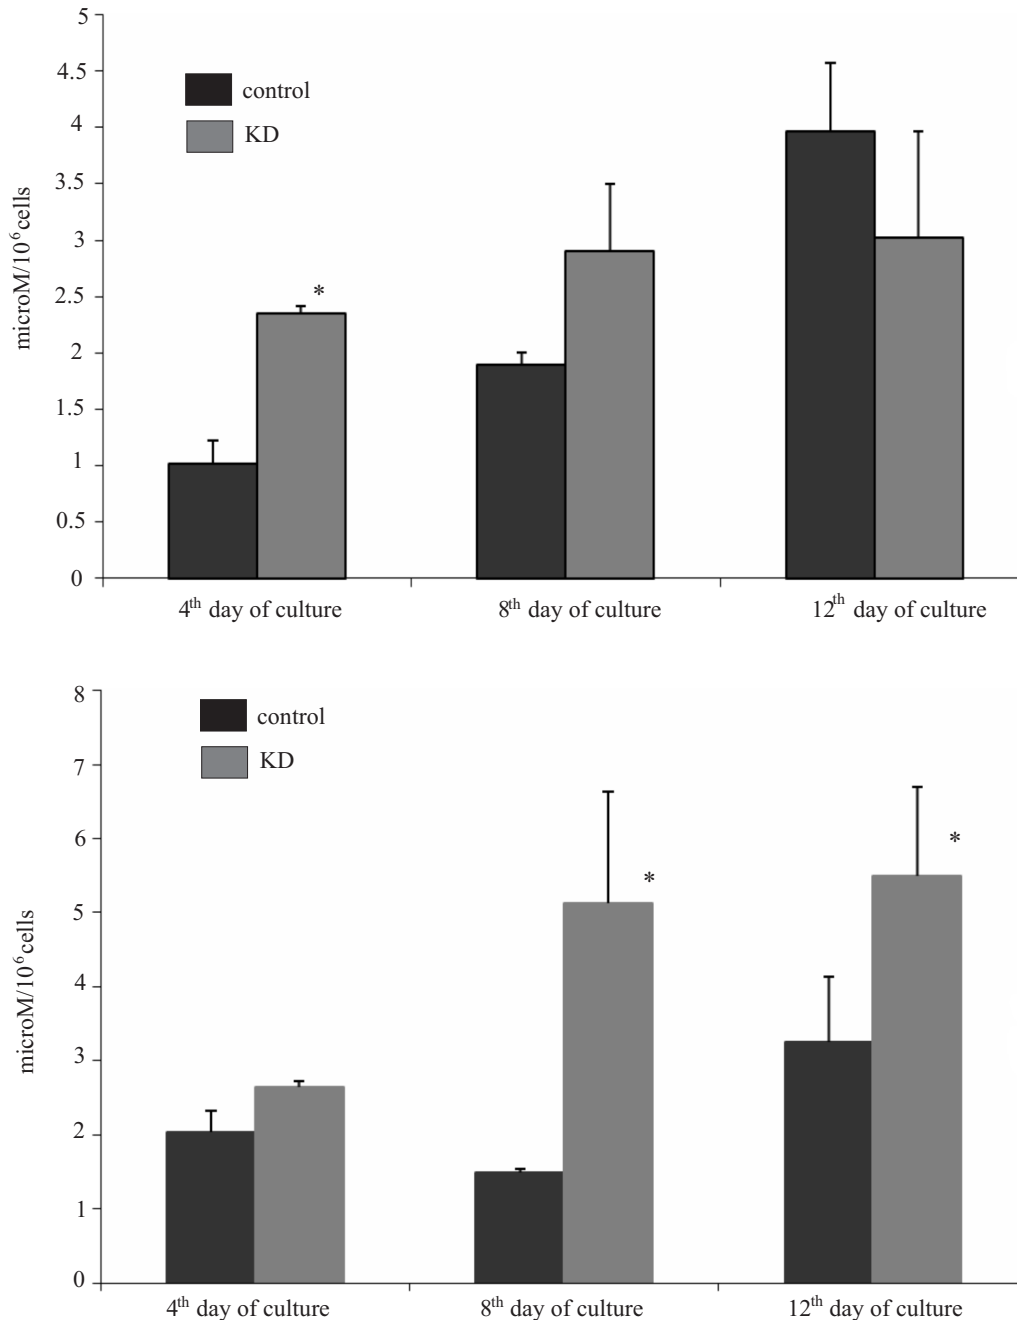 5
4.5
4
3.5
3
2.5
2
1.5
1
0.5
0
microM/10⁶cells
control
KD
*
4ᵗʰ day of culture
8ᵗʰ day of culture
12ᵗʰ day of culture
8
7
6
5
4
3
2
1
0
microM/10⁶cells
control
KD
*
*
4ᵗʰ day of culture
8ᵗʰ day of culture
12ᵗʰ day of culture